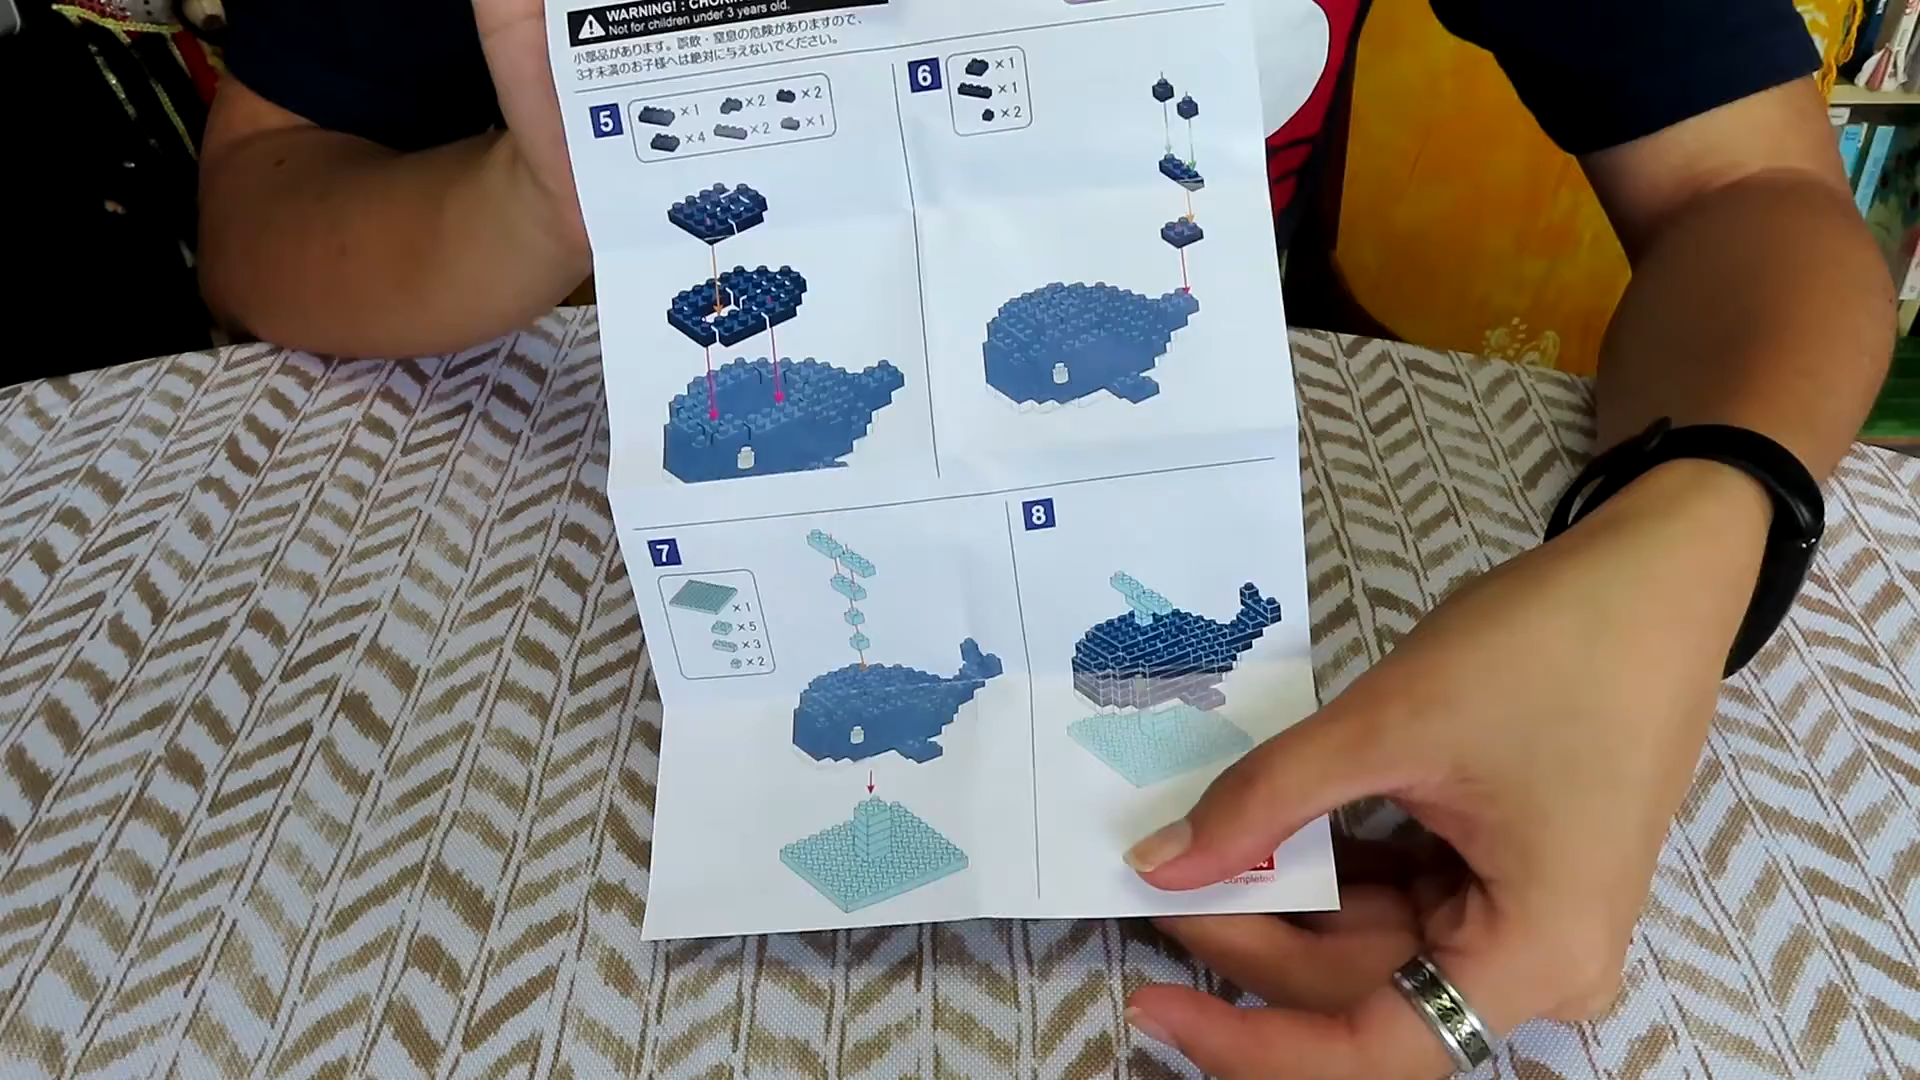 WARNING! :
Not for children under 3 years old.
小部品があります。誤飲・窒息の危険がありますので、
3才未満のお子様へは絶対に与えないでください。
5
×1 ×2 ×2
×4 ×2 ×1
6
×1
×1
×2
7
×1
×5
×3
×2
8
Completed